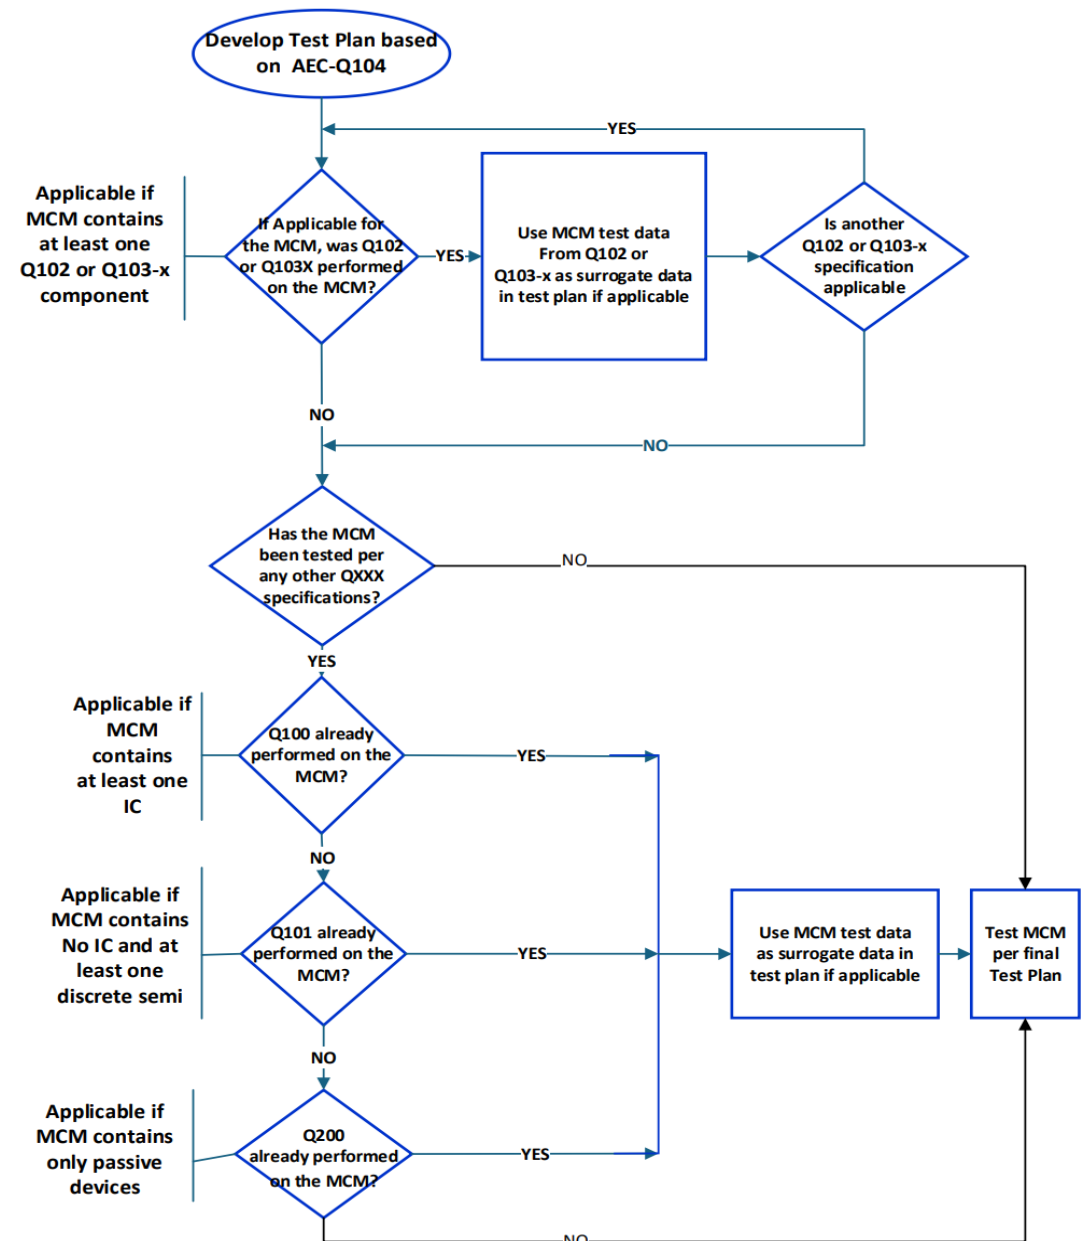 Develop Test Plan based
on AEC-Q104
YES
Applicable if
MCM contains
at least one
Q102 or Q103-x
component
If Applicable for
the MCM, was Q102
or Q103X performed
on the MCM?
YES
Use MCM test data
From Q102 or
Q103-x as surrogate data
in test plan if applicable
Is another
Q102 or Q103-x
specification
applicable
NO
NO
Has the MCM
been tested per
any other QXXX
specifications?
NO
YES
Applicable if
MCM
contains
at least one
IC
Q100 already
performed on the
MCM?
YES
NO
Applicable if
MCM contains
No IC and at
least one
discrete semi
Q101 already
performed on the
MCM?
YES
Use MCM test data
as surrogate data in
test plan if applicable
Test MCM
per final
Test Plan
NO
Applicable if
MCM contains
only passive
devices
Q200
already performed
on the MCM?
YES
NO